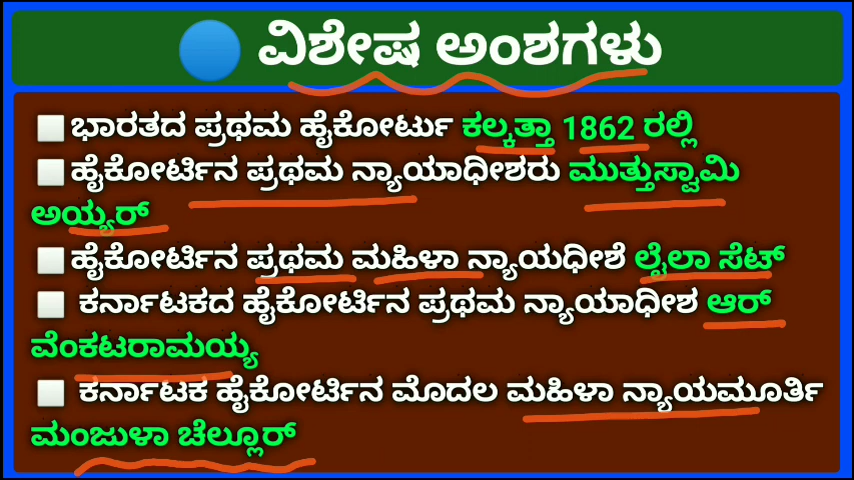 ವಿಶೇಷ ಅಂಶಗಳು
ಭಾರತದ ಪ್ರಥಮ ಹೈಕೋರ್ಟು ಕಲ್ಕತ್ತಾ 1862 ರಲ್ಲಿ
ಹೈಕೋರ್ಟಿನ ಪ್ರಥಮ ನ್ಯಾಯಾಧೀಶರು ಮುತ್ತುಸ್ವಾಮಿ
ಅಯ್ಯರ್
ಹೈಕೋರ್ಟಿನ ಪ್ರಥಮ ಮಹಿಳಾ ನ್ಯಾಯಧೀಶೆ ಲೈಲಾ ಸೆಟ್
ಕರ್ನಾಟಕದ ಹೈಕೋರ್ಟಿನ ಪ್ರಥಮ ನ್ಯಾಯಾಧೀಶ ಆರ್
ವೆಂಕಟರಾಮಯ್ಯ
ಕರ್ನಾಟಕ ಹೈಕೋರ್ಟಿನ ಮೊದಲ ಮಹಿಳಾ ನ್ಯಾಯಮೂರ್ತಿ
ಮಂಜುಳಾ ಚೆಲ್ಲೂರ್